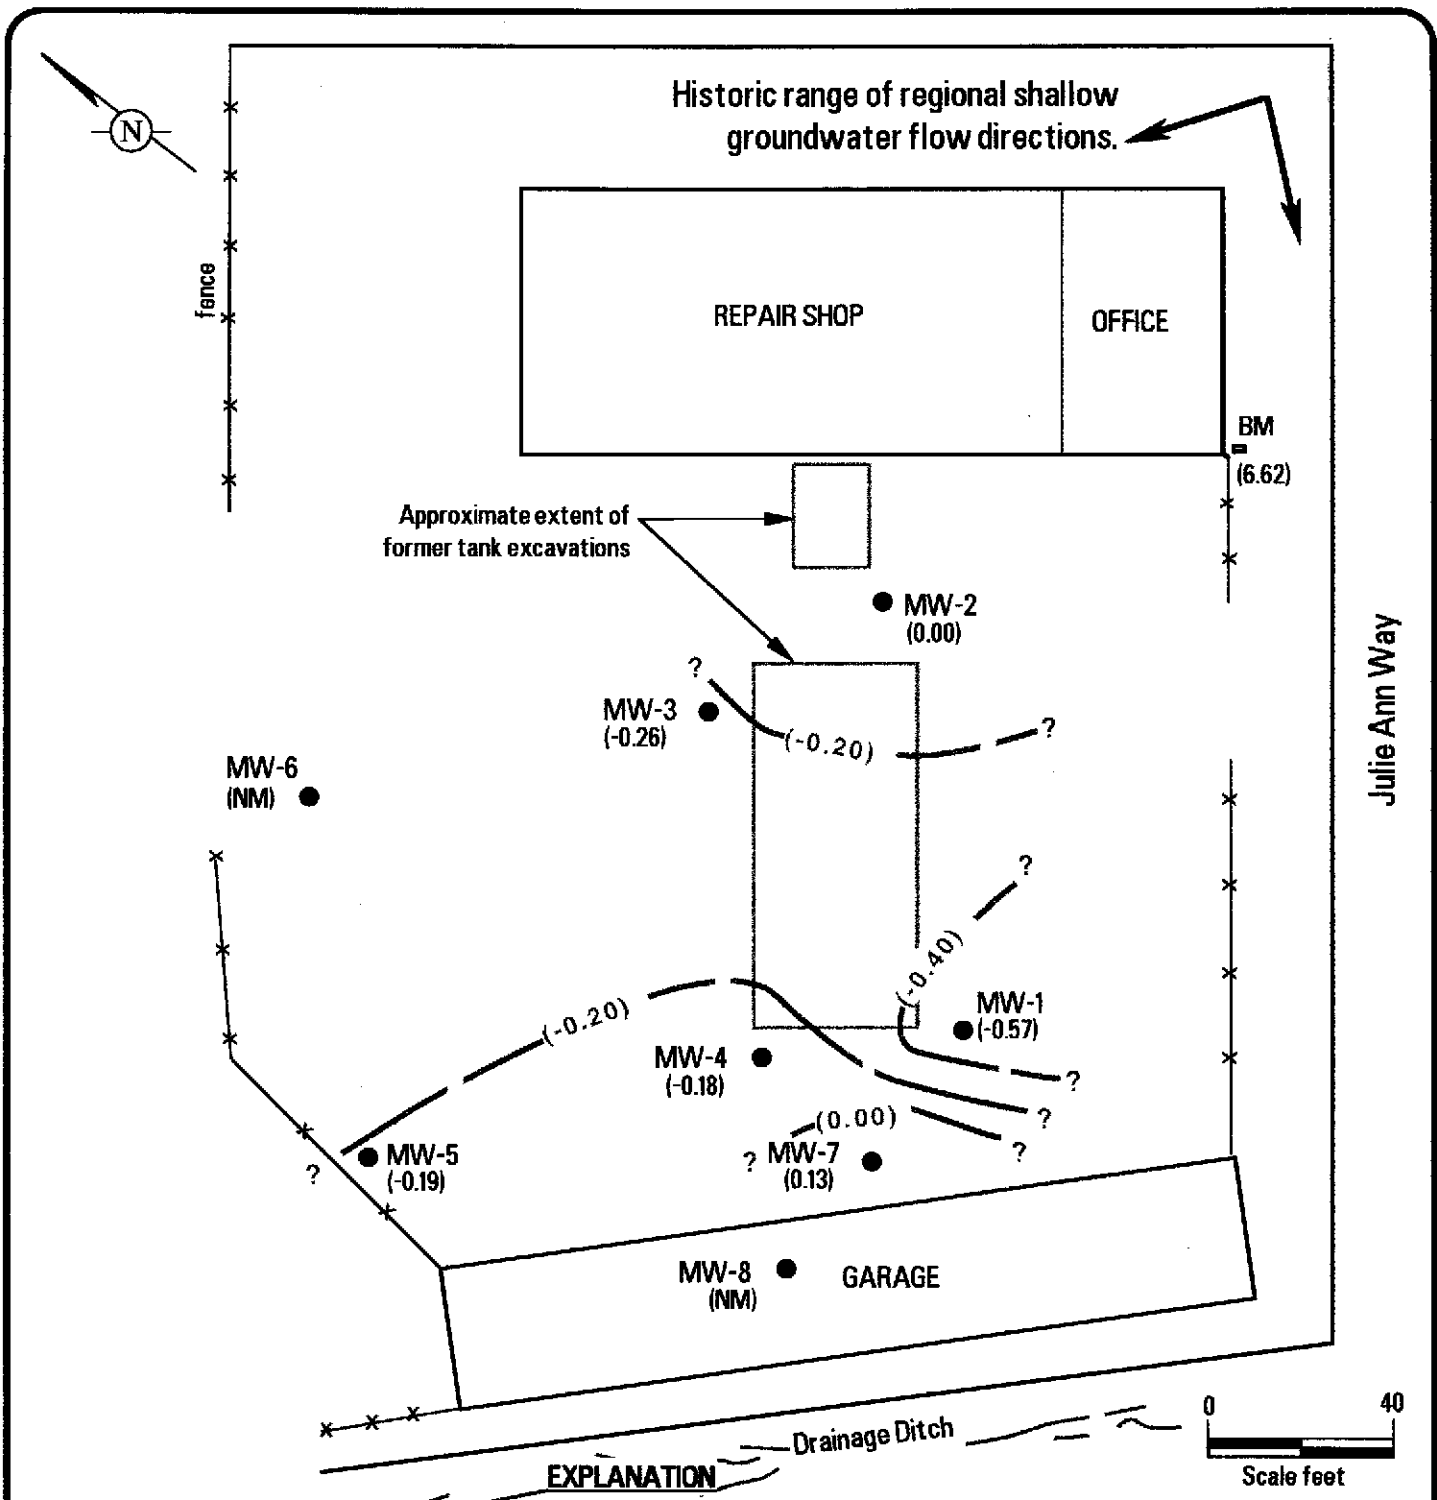 Historic range of regional shallow
groundwater flow directions.
N
fence
REPAIR SHOP
OFFICE
BM
(6.62)
Approximate extent of
former tank excavations
MW-2
(0.00)
Julie Ann Way
?
MW-3
(-0.26)
(-0.20)
?
MW-6
(NM)
?
(-0.40)
MW-1
(-0.57)
(-0.20)
MW-4
(-0.18)
?
?
(0.00)
?
MW-5
(-0.19)
?
? MW-7
(0.13)
MW-8
(NM)
GARAGE
0 40
Scale feet
Drainage Ditch
EXPLANATION